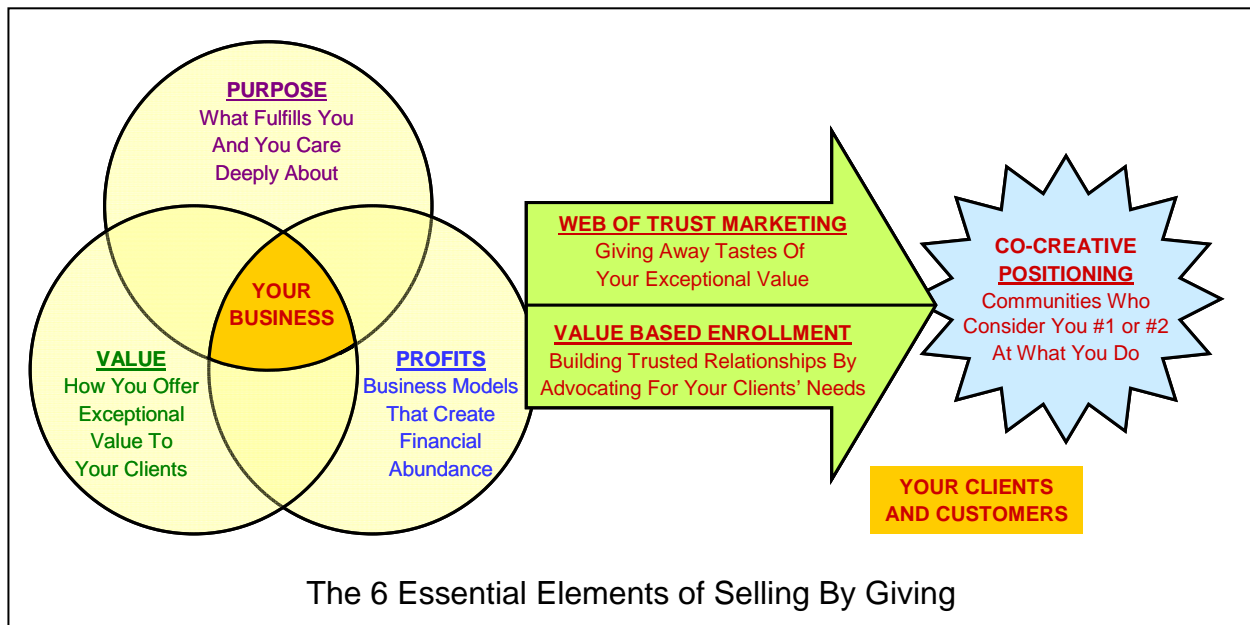 PURPOSE
What Fulfills You
And You Care
Deeply About
YOUR
BUSINESS
VALUE
How You Offer
Exceptional
Value To
Your Clients
PROFITS
Business Models
That Create
Financial
Abundance
WEB OF TRUST MARKETING
Giving Away Tastes Of
Your Exceptional Value
VALUE BASED ENROLLMENT
Building Trusted Relationships By
Advocating For Your Clients' Needs
CO-CREATIVE
POSITIONING
Communities Who
Consider You #1 or #2
At What You Do
YOUR CLIENTS
AND CUSTOMERS
The 6 Essential Elements of Selling By Giving